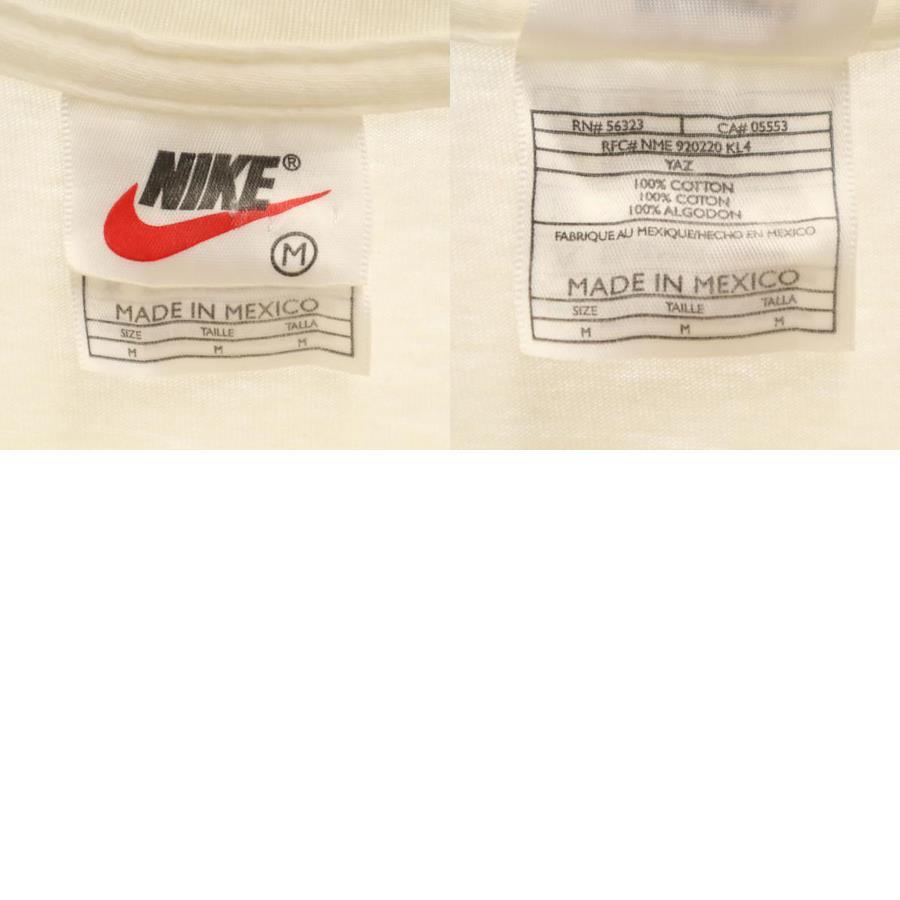 NIKE®
M
MADE IN MEXICO
SIZE TAILLE TALLA
M M M
RN# 56323 CA# 05553
RFC# NME 920220 KL4
YAZ
100% COTTON
100% COTON
100% ALGODON
FABRIQUE AU MEXIQUE/HECHO EN MEXICO
MADE IN MEXICO
SIZE TAILLE TALLA
M M M